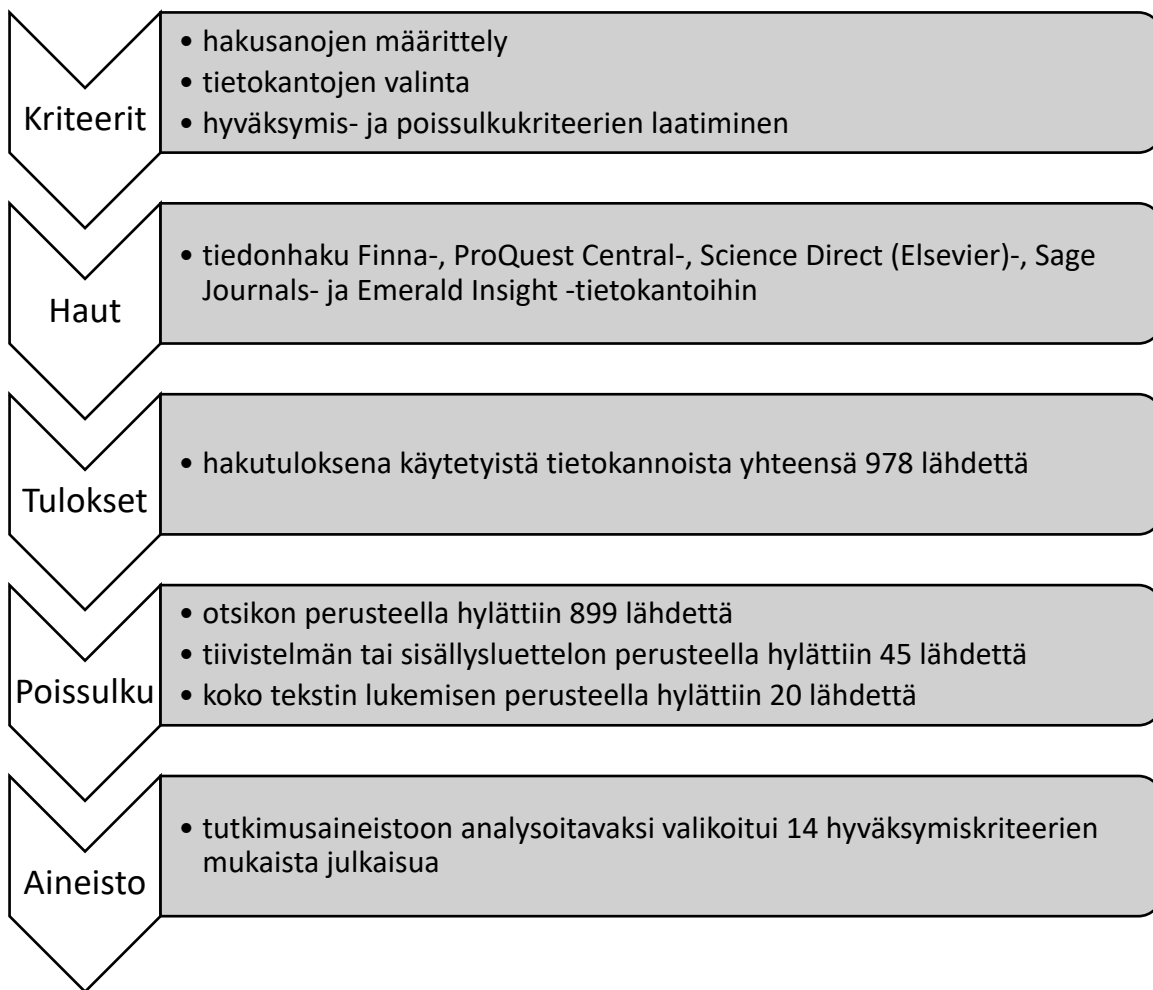 Kriteerit
• hakusanojen määrittely
• tietokantojen valinta
• hyväksymis- ja poissulkukriteerien laatiminen
Haut
• tiedonhaku Finna-, ProQuest Central-, Science Direct (Elsevier)-, Sage
Journals- ja Emerald Insight -tietokantoihin
Tulokset
• hakutuloksena käytetyistä tietokannoista yhteensä 978 lähdettä
Poissulku
• otsikon perusteella hylättiin 899 lähdettä
• tiivistelmän tai sisällysluettelon perusteella hylättiin 45 lähdettä
• koko tekstin lukemisen perusteella hylättiin 20 lähdettä
Aineisto
• tutkimusaineistoon analysoitavaksi valikoitui 14 hyväksymiskriteerien
mukaista julkaisua